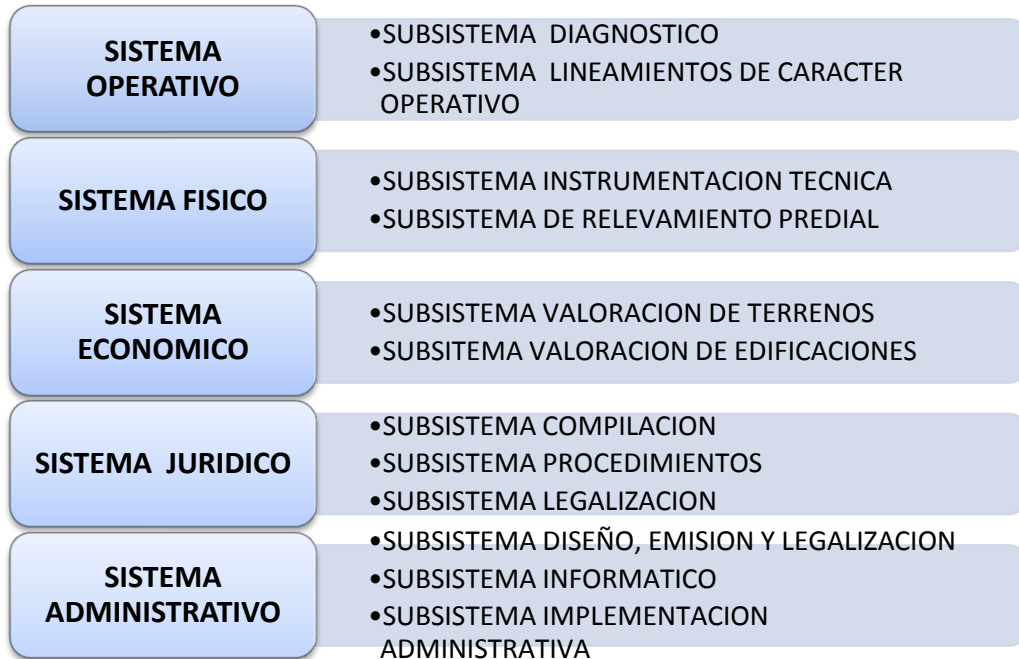 SISTEMA
OPERATIVO
•SUBSISTEMA DIAGNOSTICO
•SUBSISTEMA LINEAMIENTOS DE CARACTER
OPERATIVO
SISTEMA FISICO
•SUBSISTEMA INSTRUMENTACION TECNICA
•SUBSISTEMA DE RELEVAMIENTO PREDIAL
SISTEMA
ECONOMICO
•SUBSISTEMA VALORACION DE TERRENOS
•SUBSITEMA VALORACION DE EDIFICACIONES
SISTEMA JURIDICO
•SUBSISTEMA COMPILACION
•SUBSISTEMA PROCEDIMIENTOS
•SUBSISTEMA LEGALIZACION
SISTEMA
ADMINISTRATIVO
•SUBSISTEMA DISEÑO, EMISION Y LEGALIZACION
•SUBSISTEMA INFORMATICO
•SUBSISTEMA IMPLEMENTACION
ADMINISTRATIVA